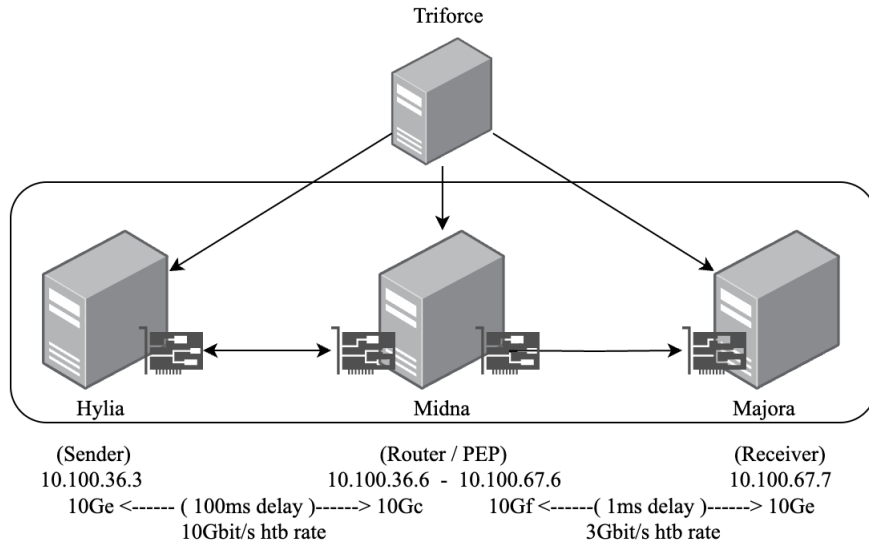 Triforce
Hylia Midna Majora
(Sender) (Router / PEP) (Receiver)
10.100.36.3 10.100.36.6 - 10.100.67.6 10.100.67.7
10Ge <------ ( 100ms delay )------> 10Gc 10Gf <------ ( 1ms delay )------> 10Ge
10Gbit/s htb rate 3Gbit/s htb rate